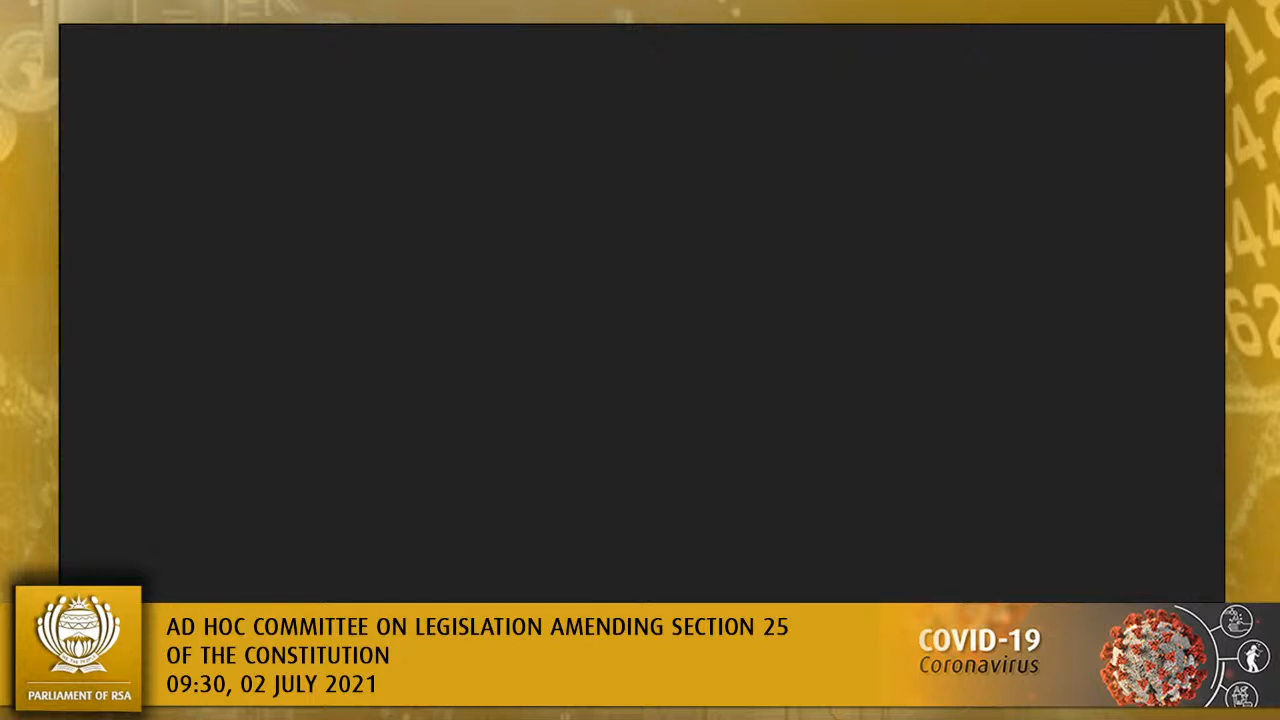 AD HOC COMMITTEE ON LEGISLATION AMENDING SECTION 25
OF THE CONSTITUTION
09:30, 02 JULY 2021
PARLIAMENT OF RSA
COVID-19
Coronavirus